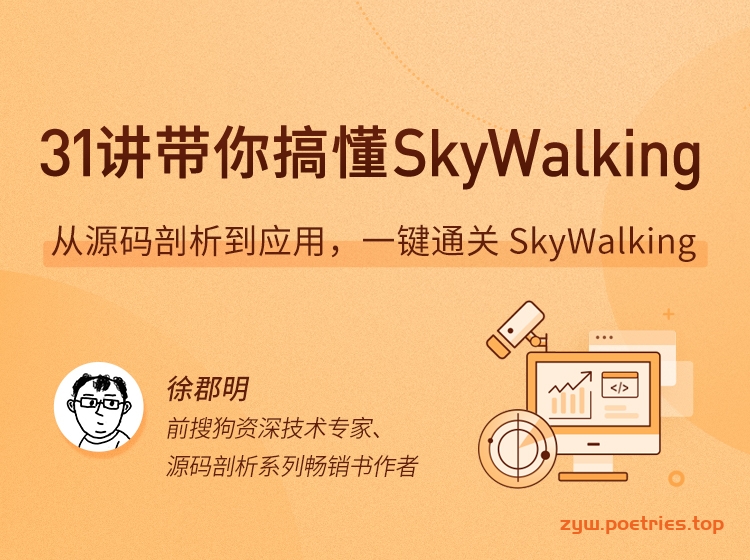 31讲带你搞懂SkyWalking
从源码剖析到应用，一键通关 SkyWalking
徐郡明
前搜狗资深技术专家、
源码剖析系列畅销书作者
</>
zyw.poetries.top